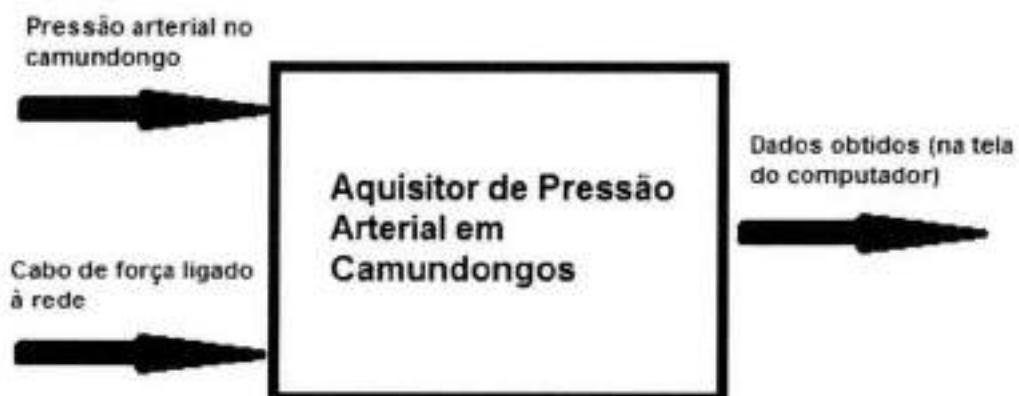 Pressão arterial no
camundongo
Cabo de força ligado
à rede
Aquisitor de Pressão
Arterial em
Camundongos
Dados obtidos (na tela
do computador)